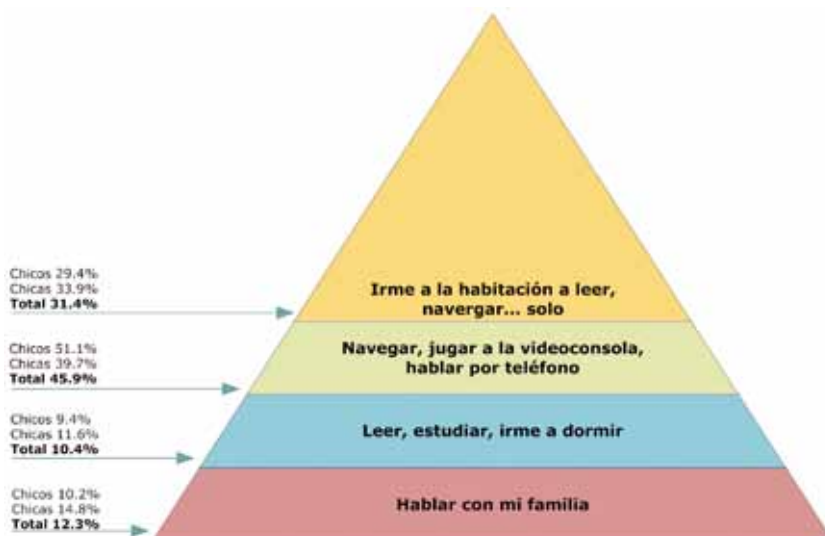 Chicos 29.4%
Chicas 33.9%
Total 31.4%
Irme a la habitación a leer,
navergar... solo
Chicos 51.1%
Chicas 39.7%
Total 45.9%
Navegar, jugar a la videoconsola,
hablar por teléfono
Chicos 9.4%
Chicas 11.6%
Total 10.4%
Leer, estudiar, irme a dormir
Chicos 10.2%
Chicas 14.8%
Total 12.3%
Hablar con mi familia